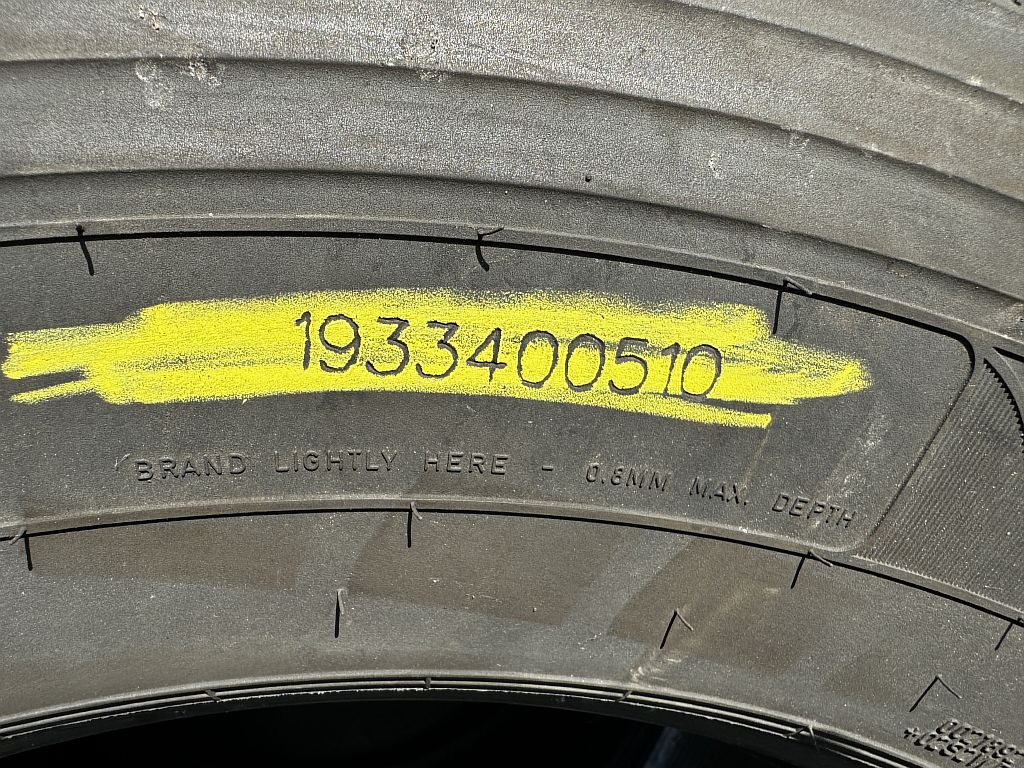 1933400510
BRAND LIGHTLY HERE - 0.8MM MAX. DEPTH